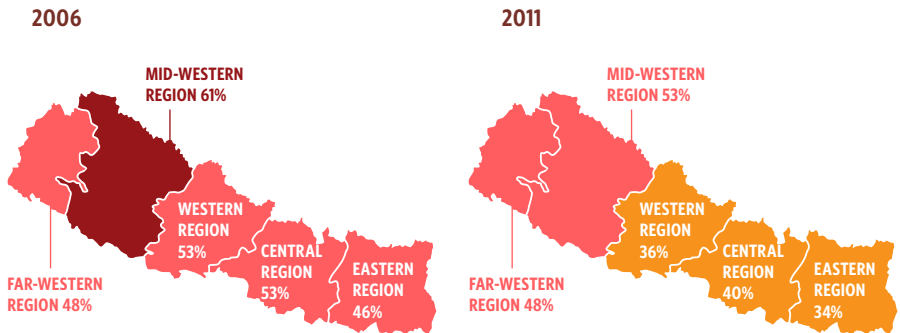 2006
MID-WESTERN
REGION 61%
WESTERN
REGION
53%
CENTRAL
REGION
53%
EASTERN
REGION
46%
FAR-WESTERN
REGION 48%
2011
MID-WESTERN
REGION 53%
WESTERN
REGION
36%
CENTRAL
REGION
40%
EASTERN
REGION
34%
FAR-WESTERN
REGION 48%